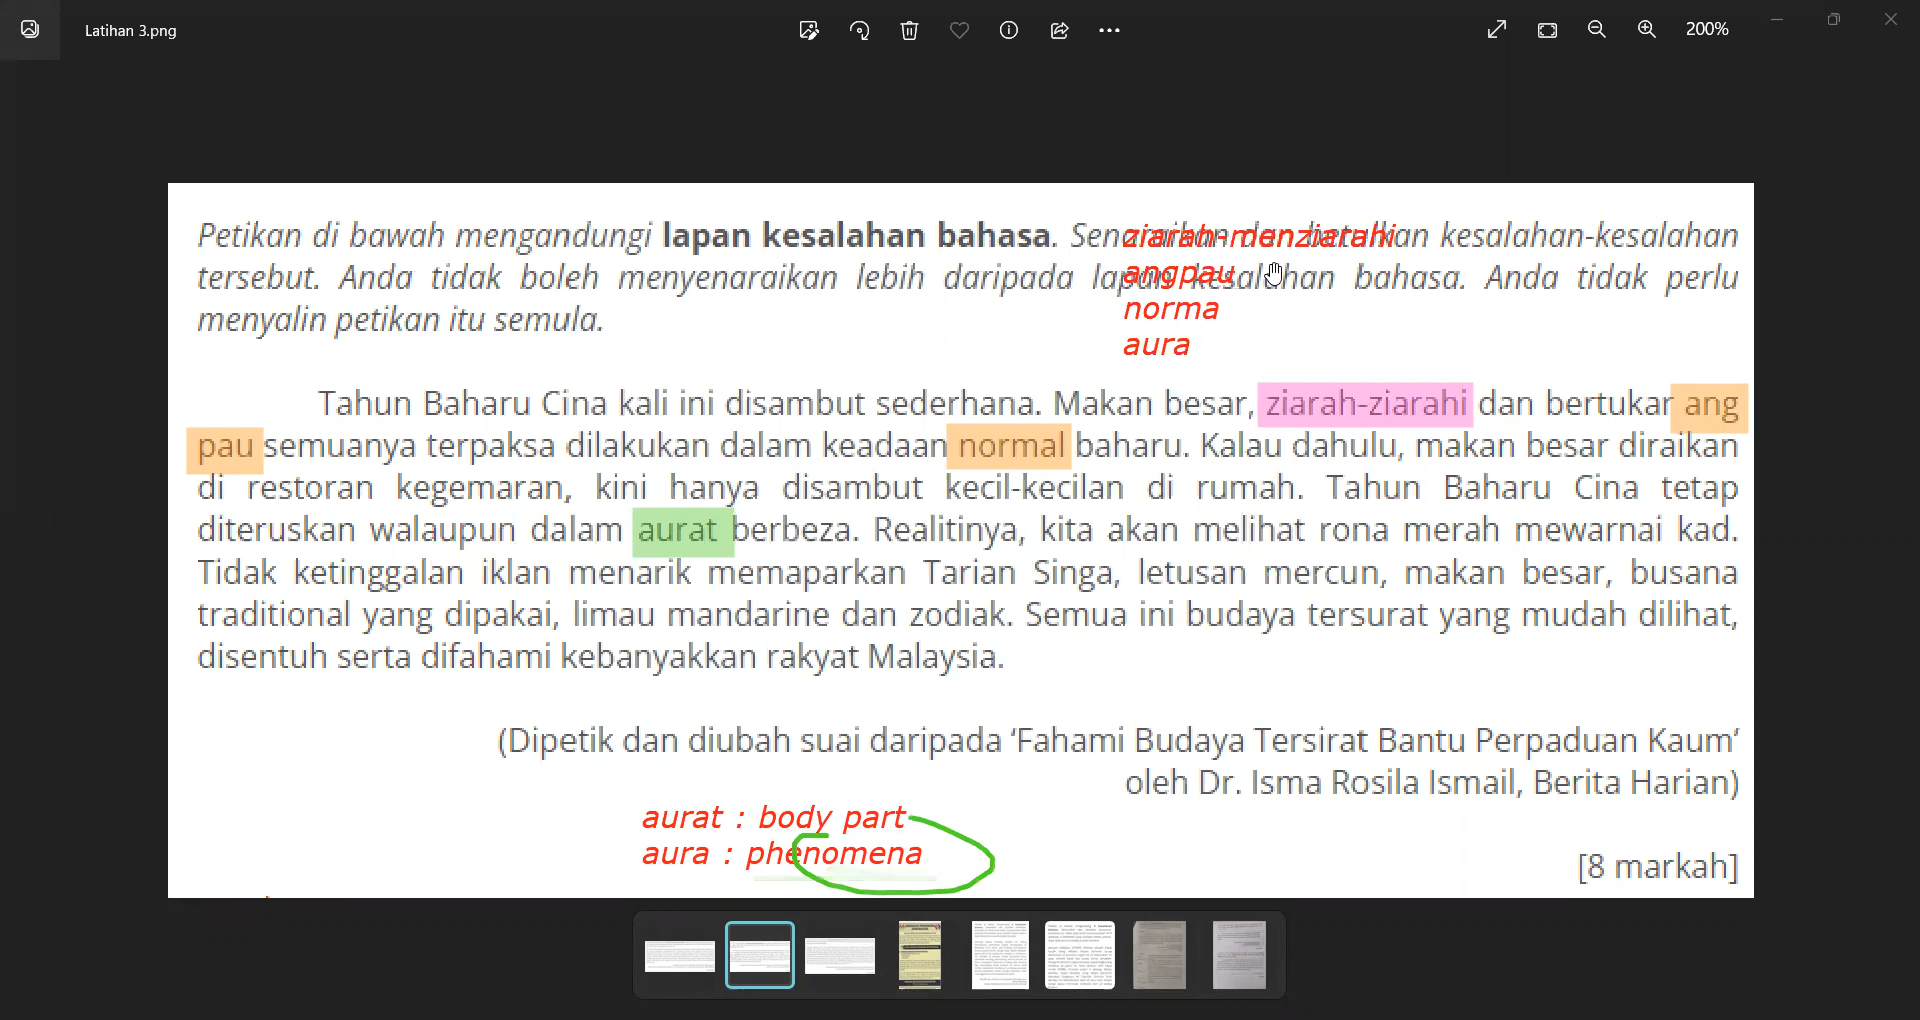 Latihan 3.png
200%
Petikan di bawah mengandungi lapan kesalahan bahasa. Senaraikan dan betulkan kesalahan-kesalahan
tersebut. Anda tidak boleh menyenaraikan lebih daripada lapan kesalahan bahasa. Anda tidak perlu
menyalin petikan itu semula.
ziarah-menziarahi
angpau
norma
aura
Tahun Baharu Cina kali ini disambut sederhana. Makan besar, ziarah-ziarahi dan bertukar ang
pau semuanya terpaksa dilakukan dalam keadaan normal baharu. Kalau dahulu, makan besar diraikan
di restoran kegemaran, kini hanya disambut kecil-kecilan di rumah. Tahun Baharu Cina tetap
diteruskan walaupun dalam aurat berbeza. Realitinya, kita akan melihat rona merah mewarnai kad.
Tidak ketinggalan iklan menarik memaparkan Tarian Singa, letusan mercun, makan besar, busana
traditional yang dipakai, limau mandarine dan zodiak. Semua ini budaya tersurat yang mudah dilihat,
disentuh serta difahami kebanyakkan rakyat Malaysia.
(Dipetik dan diubah suai daripada ‘Fahami Budaya Tersirat Bantu Perpaduan Kaum’
oleh Dr. Isma Rosila Ismail, Berita Harian)
aurat : body part
aura : phenomena
[8 markah]